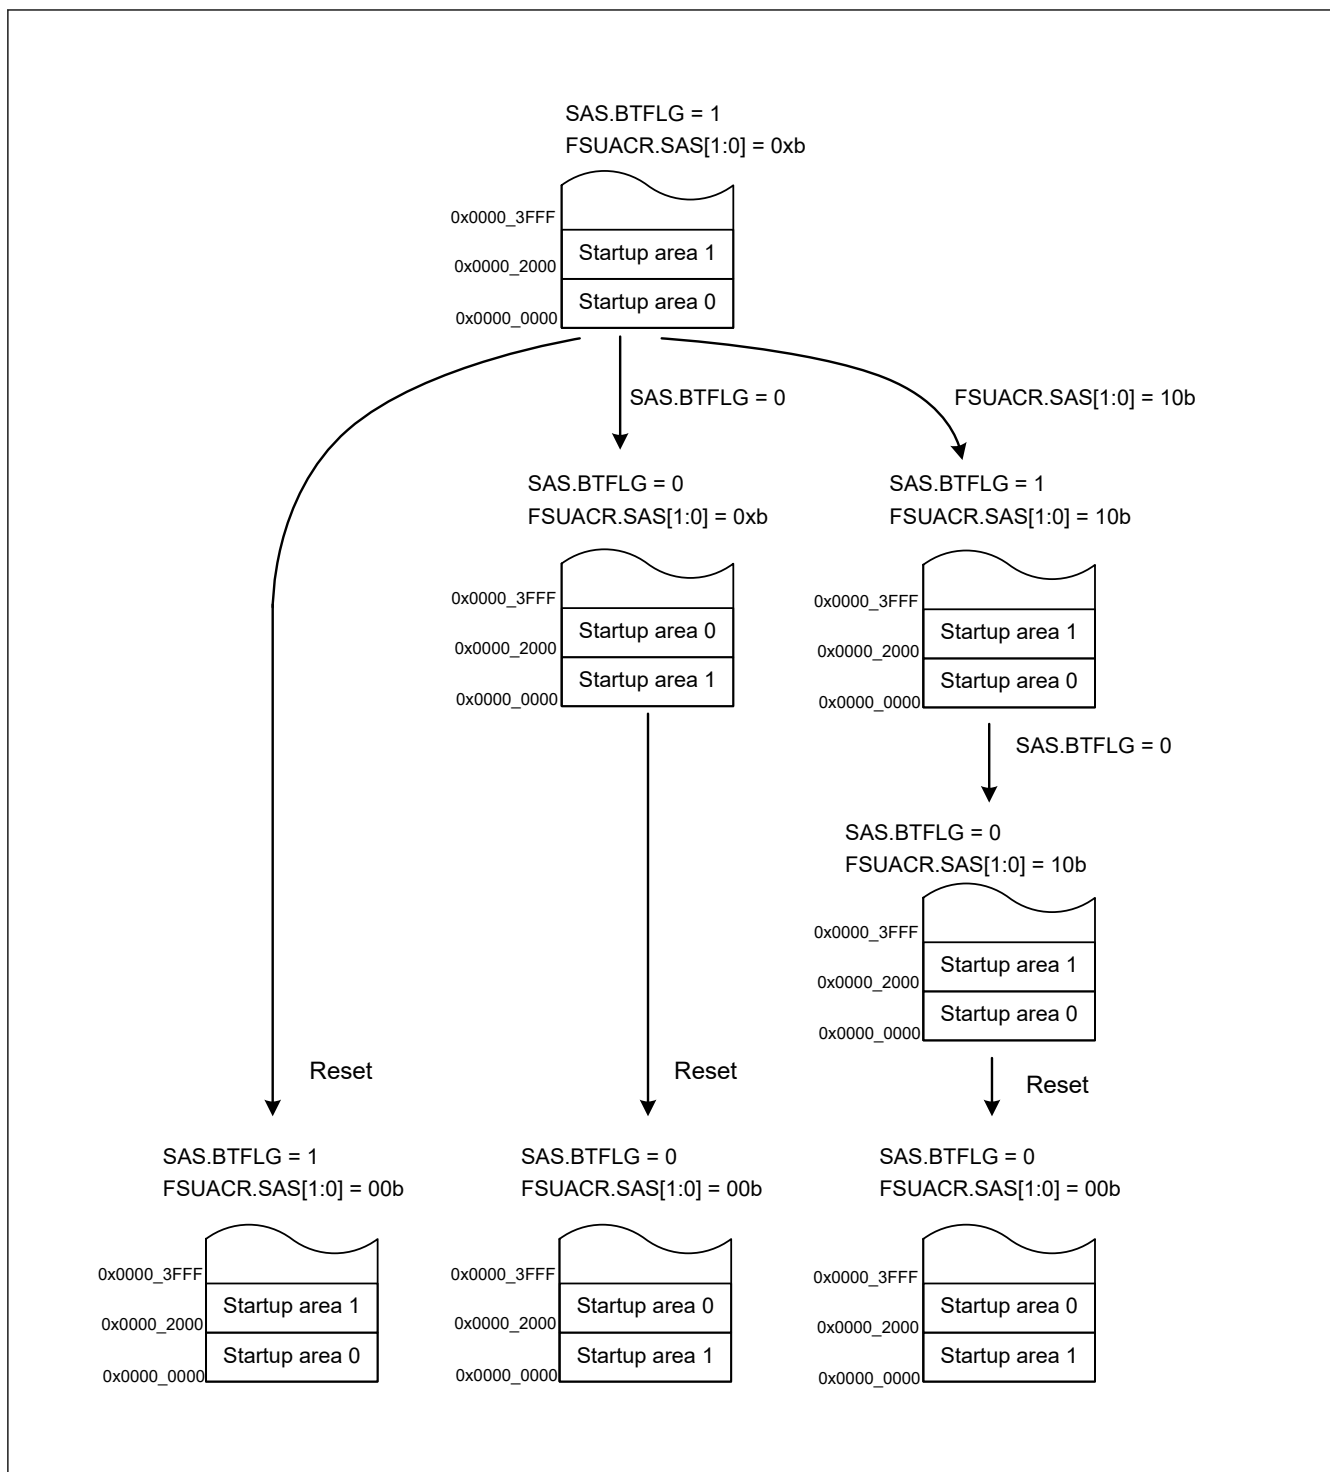 SAS.BTFLG = 1
FSUACR.SAS[1:0] = 0xb
0x0000_3FFF
Startup area 1
0x0000_2000
Startup area 0
0x0000_0000
SAS.BTFLG = 0
FSUACR.SAS[1:0] = 10b
SAS.BTFLG = 0
FSUACR.SAS[1:0] = 0xb
0x0000_3FFF
Startup area 0
0x0000_2000
Startup area 1
0x0000_0000
SAS.BTFLG = 1
FSUACR.SAS[1:0] = 10b
0x0000_3FFF
Startup area 1
0x0000_2000
Startup area 0
0x0000_0000
SAS.BTFLG = 0
SAS.BTFLG = 0
FSUACR.SAS[1:0] = 10b
0x0000_3FFF
Startup area 1
0x0000_2000
Startup area 0
0x0000_0000
Reset
Reset
Reset
SAS.BTFLG = 1
FSUACR.SAS[1:0] = 00b
0x0000_3FFF
Startup area 1
0x0000_2000
Startup area 0
0x0000_0000
SAS.BTFLG = 0
FSUACR.SAS[1:0] = 00b
0x0000_3FFF
Startup area 0
0x0000_2000
Startup area 1
0x0000_0000
SAS.BTFLG = 0
FSUACR.SAS[1:0] = 00b
0x0000_3FFF
Startup area 0
0x0000_2000
Startup area 1
0x0000_0000